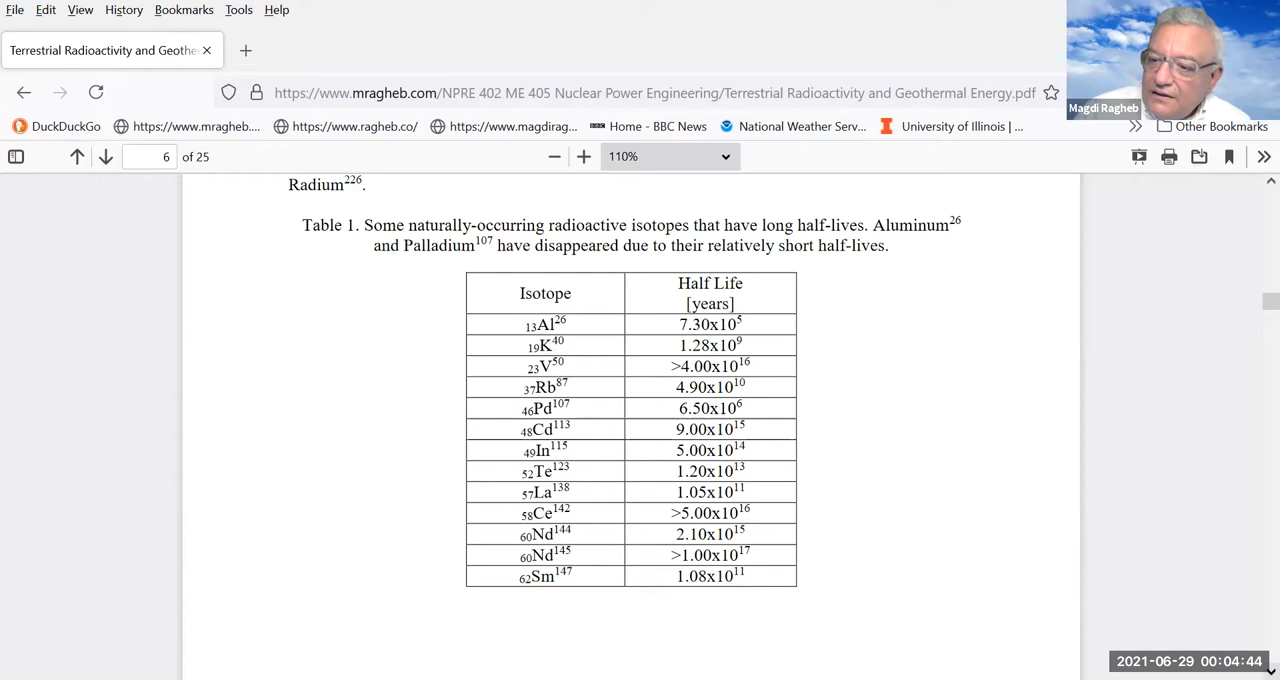 File Edit View History Bookmarks Tools Help
Terrestrial Radioactivity and Geothe
https://www.mragheb.com/NPRE 402 ME 405 Nuclear Power Engineering/Terrestrial Radioactivity and Geothermal Energy.pdf
Magdi Ragheb
DuckDuckGo https://www.mragheb.... https://www.ragheb.co/ https://www.magdirag... BBC Home - BBC News National Weather Serv... University of Illinois |... Other Bookmarks
6 of 25 110%
Radium226.
Table 1. Some naturally-occurring radioactive isotopes that have long half-lives. Aluminum26
and Palladium107 have disappeared due to their relatively short half-lives.
Isotope Half Life
[years]
13Al26 7.30x105
19K40 1.28x109
23V50 >4.00x1016
37Rb87 4.90x1010
46Pd107 6.50x106
48Cd113 9.00x1015
49In115 5.00x1014
52Te123 1.20x1013
57La138 1.05x1011
58Ce142 >5.00x1016
60Nd144 2.10x1015
60Nd145 >1.00x1017
62Sm147 1.08x1011
2021-06-29 00:04:44